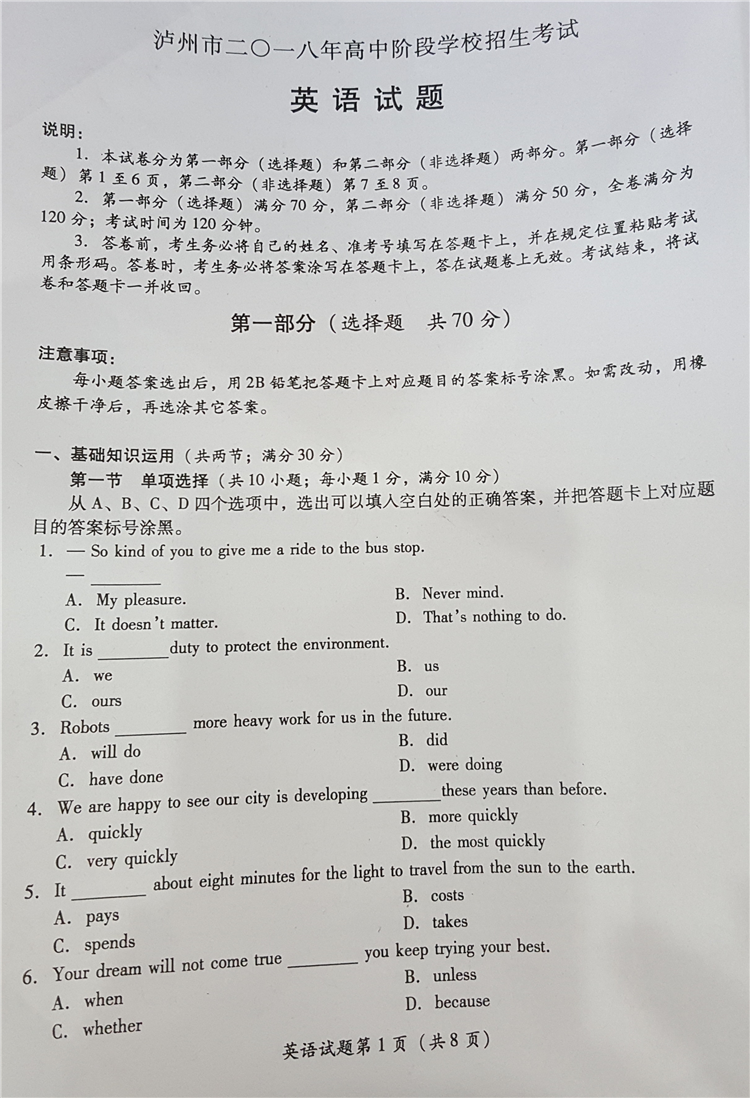 泸州市二〇一八年高中阶段学校招生考试
英语试题
说明：
1．本试卷分为第一部分（选择题）和第二部分（非选择题）两部分。第一部分（选择
题）第1至6页，第二部分（非选择题）第7至8页。
2．第一部分（选择题）满分70分，第二部分（非选择题）满分50分，全卷满分为
120分；考试时间为120分钟。
3．答卷前，考生务必将自己的姓名、准考号填写在答题卡上，并在规定位置粘贴考试
用条形码。答卷时，考生务必将答案涂写在答题卡上，答在试题卷上无效。考试结束，将试
卷和答题卡一并收回。
第一部分（选择题 共70分）
注意事项：
每小题答案选出后，用2B铅笔把答题卡上对应题目的答案标号涂黑。如需改动，用橡
皮擦干净后，再选涂其它答案。
一、基础知识运用（共两节；满分30分）
第一节 单项选择（共10小题；每小题1分，满分10分）
从A、B、C、D四个选项中，选出可以填入空白处的正确答案，并把答题卡上对应题
目的答案标号涂黑。
1. — So kind of you to give me a ride to the bus stop.
— ________
A. My pleasure. B. Never mind.
C. It doesn't matter. D. That's nothing to do.
2. It is ________duty to protect the environment.
A. we B. us
C. ours D. our
3. Robots ________ more heavy work for us in the future.
A. will do B. did
C. have done D. were doing
4. We are happy to see our city is developing ________these years than before.
A. quickly B. more quickly
C. very quickly D. the most quickly
5. It ________ about eight minutes for the light to travel from the sun to the earth.
A. pays B. costs
C. spends D. takes
6. Your dream will not come true ________ you keep trying your best.
A. when B. unless
C. whether D. because
英语试题第1页（共8页）